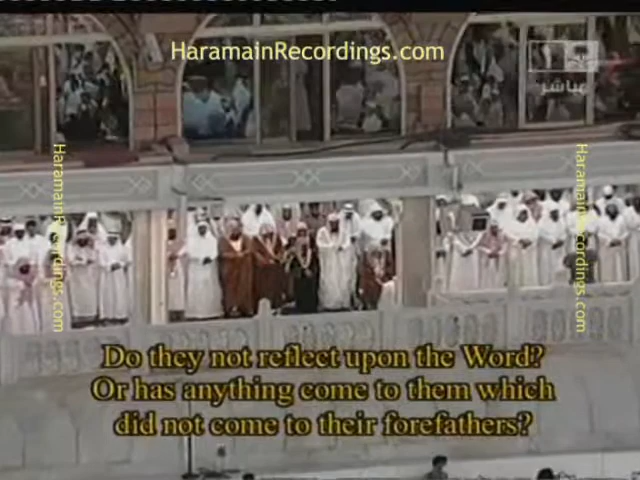 HaramainRecordings.com
مباشر
HaramainRecordings.com
HaramainRecordings.com
Do they not reflect upon the Word?
Or has anything come to them which
did not come to their forefathers?